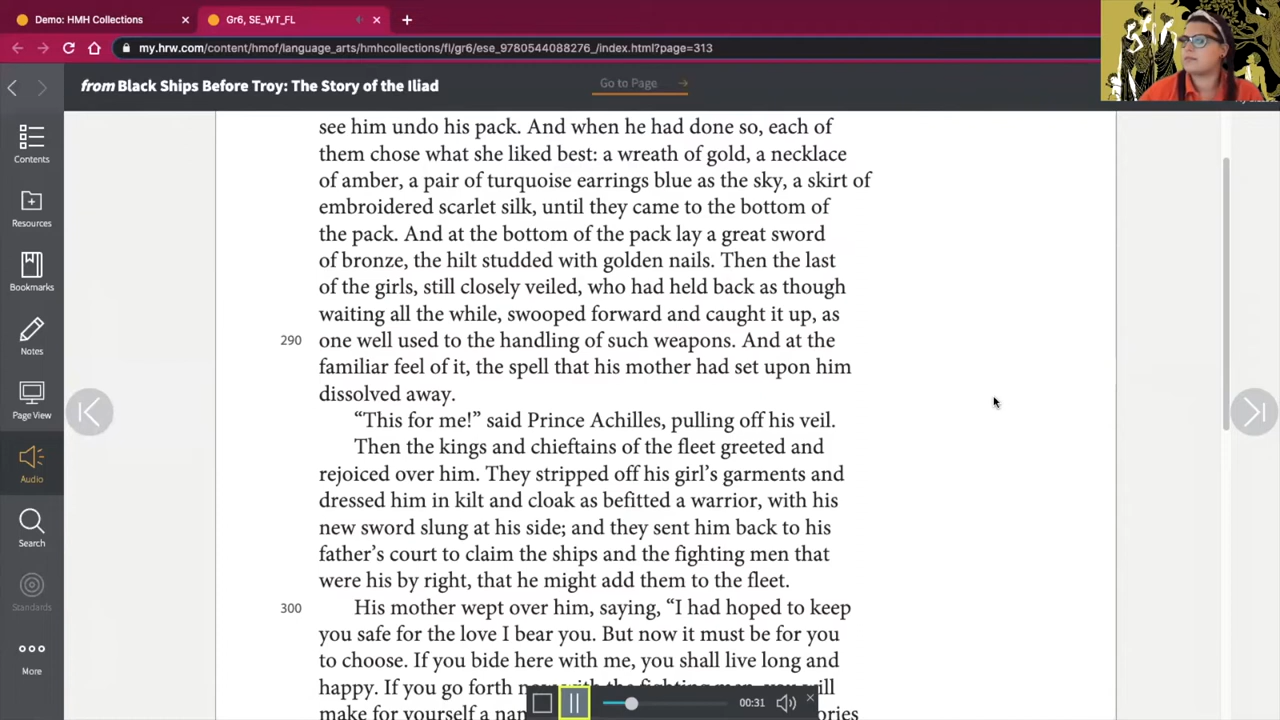 Demo: HMH Collections
Gr6, SE_WT_FL
my.hrw.com/content/hmof/language_arts/hmhcollections/fl/gr6/ese_9780544088276_/index.html?page=313
from Black Ships Before Troy: The Story of the Iliad
Go to Page
Contents
Resources
Bookmarks
Notes
Page View
Audio
Search
Standards
More
see him undo his pack. And when he had done so, each of
them chose what she liked best: a wreath of gold, a necklace
of amber, a pair of turquoise earrings blue as the sky, a skirt of
embroidered scarlet silk, until they came to the bottom of
the pack. And at the bottom of the pack lay a great sword
of bronze, the hilt studded with golden nails. Then the last
of the girls, still closely veiled, who had held back as though
waiting all the while, swooped forward and caught it up, as
290 one well used to the handling of such weapons. And at the
familiar feel of it, the spell that his mother had set upon him
dissolved away.
“This for me!” said Prince Achilles, pulling off his veil.
Then the kings and chieftains of the fleet greeted and
rejoiced over him. They stripped off his girl’s garments and
dressed him in kilt and cloak as befitted a warrior, with his
new sword slung at his side; and they sent him back to his
father’s court to claim the ships and the fighting men that
were his by right, that he might add them to the fleet.
300 His mother wept over him, saying, “I had hoped to keep
you safe for the love I bear you. But now it must be for you
to choose. If you bide here with me, you shall live long and
happy. If you go forth now with the fighting men, you will
make for yourself a
00:31